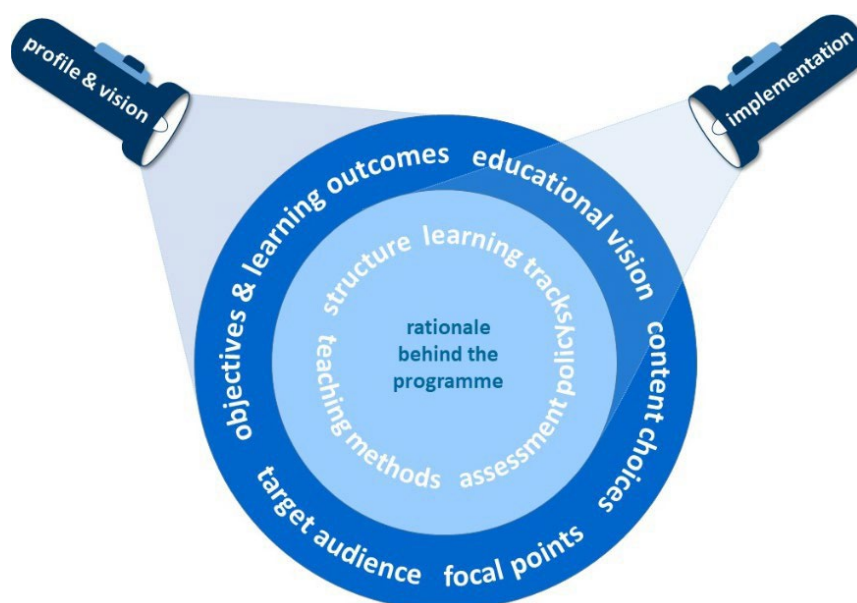 profile & vision
implementation
objectives & learning outcomes
educational vision
content choices
focal points
target audience
structure
learning tracks
assessment policy
teaching methods
rationale
behind the
programme